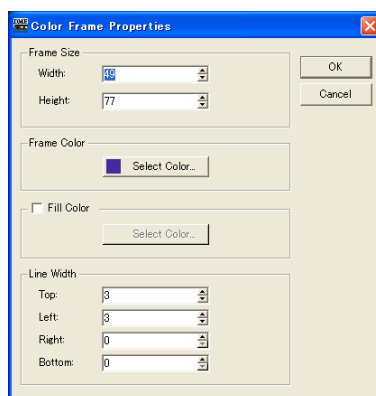 DME Color Frame Properties
Frame Size
Width: 49
Height: 77
OK
Cancel
Frame Color
Select Color...
Fill Color
Select Color...
Line Width
Top: 3
Left: 3
Right: 0
Bottom: 0